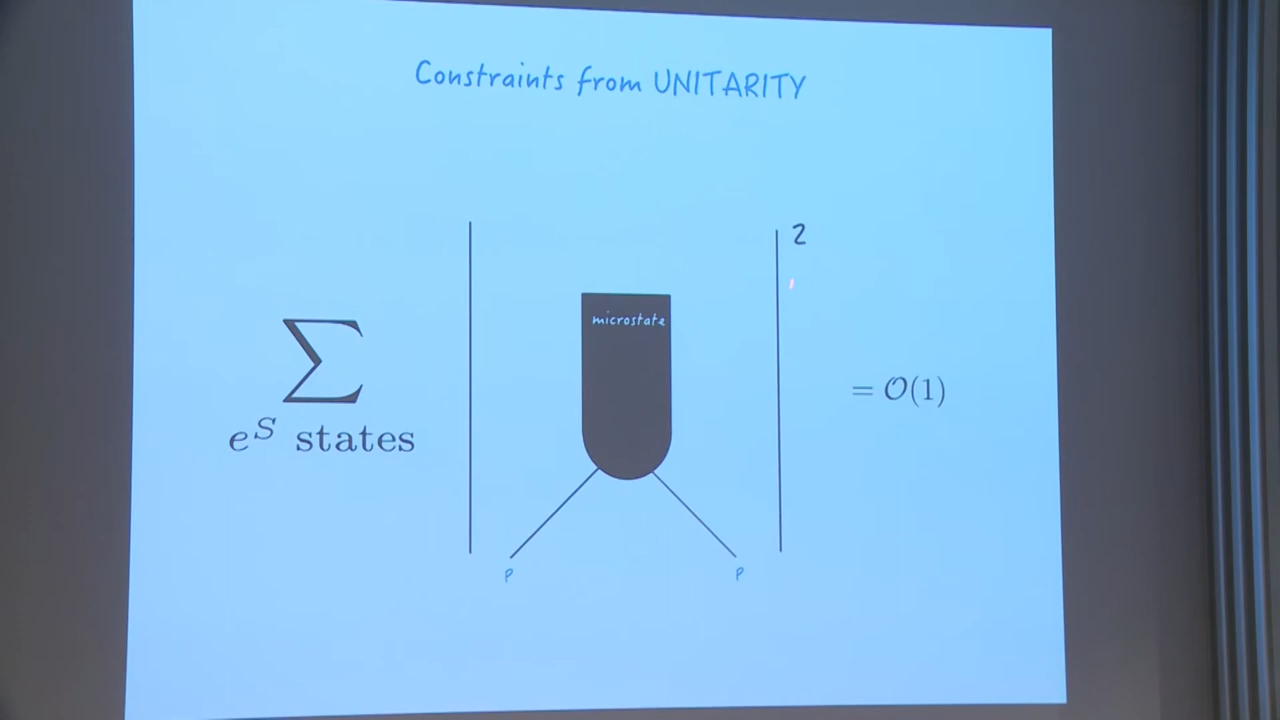 Constraints from UNITARITY
2
microstate
∑
= O(1)
e^S states
P
P